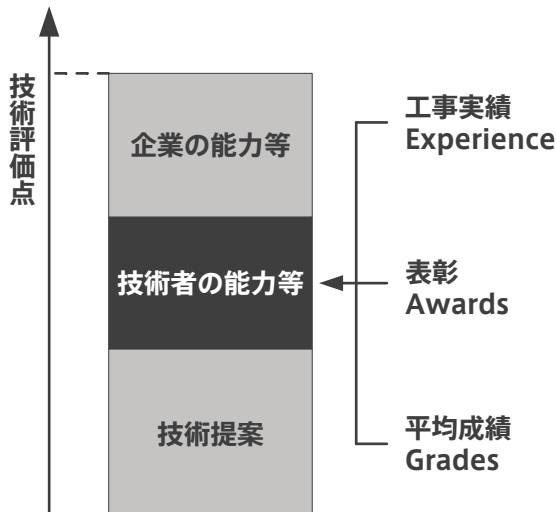 技術評価点
企業の能力等
技術者の能力等
技術提案
工事実績
Experience
表彰
Awards
平均成績
Grades